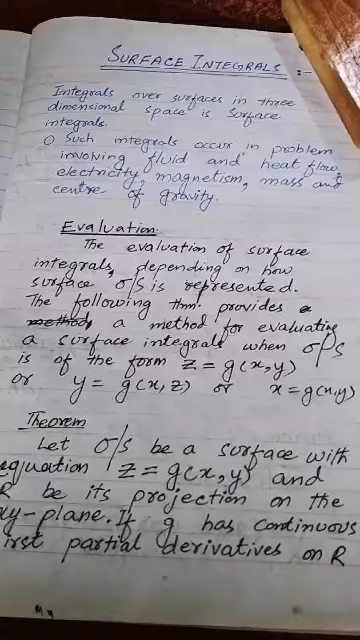 SURFACE INTEGRALS :-
Integrals over surfaces in three
dimensional space is Surface
integrals.
⊙ Such integrals occur in problem
involving fluid and heat flow,
electricity, magnetism, mass and
centre of gravity.
Evaluation.
The evaluation of surface
integrals, depending on how
surface σ/s is represented.
The following thm. provides a
method, a method for evaluating
a surface integrals when σ/s
is of the form z = g(x,y)
or y = g(x,z) or x = g(x,y)
Theorem
Let σ/s be a surface with
equation z = g(x,y) and
R be its projection on the
xy-plane. If g has continuous
irst partial derivatives on R